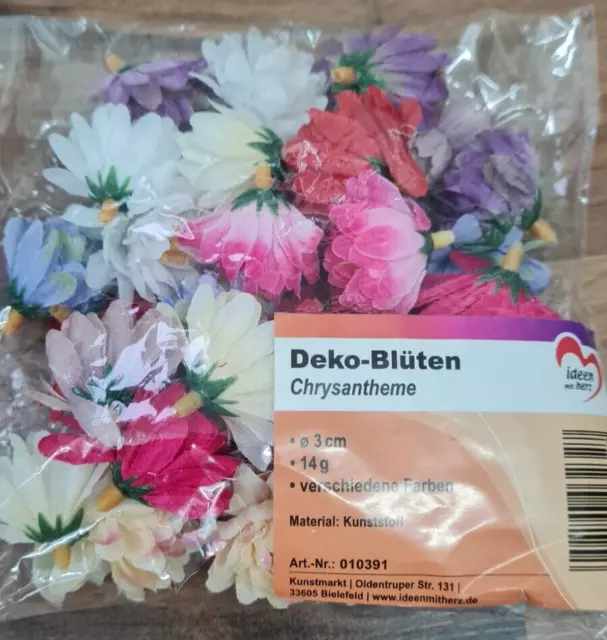 Deko-Blüten
Chrysantheme
ideen
mit herz
• ø 3 cm
• 14 g
• verschiedene Farben
Material: Kunststoff
Art.-Nr.: 010391
Kunstmarkt | Oldentruper Str. 131 |
33605 Bielefeld | www.ideenmitherz.de